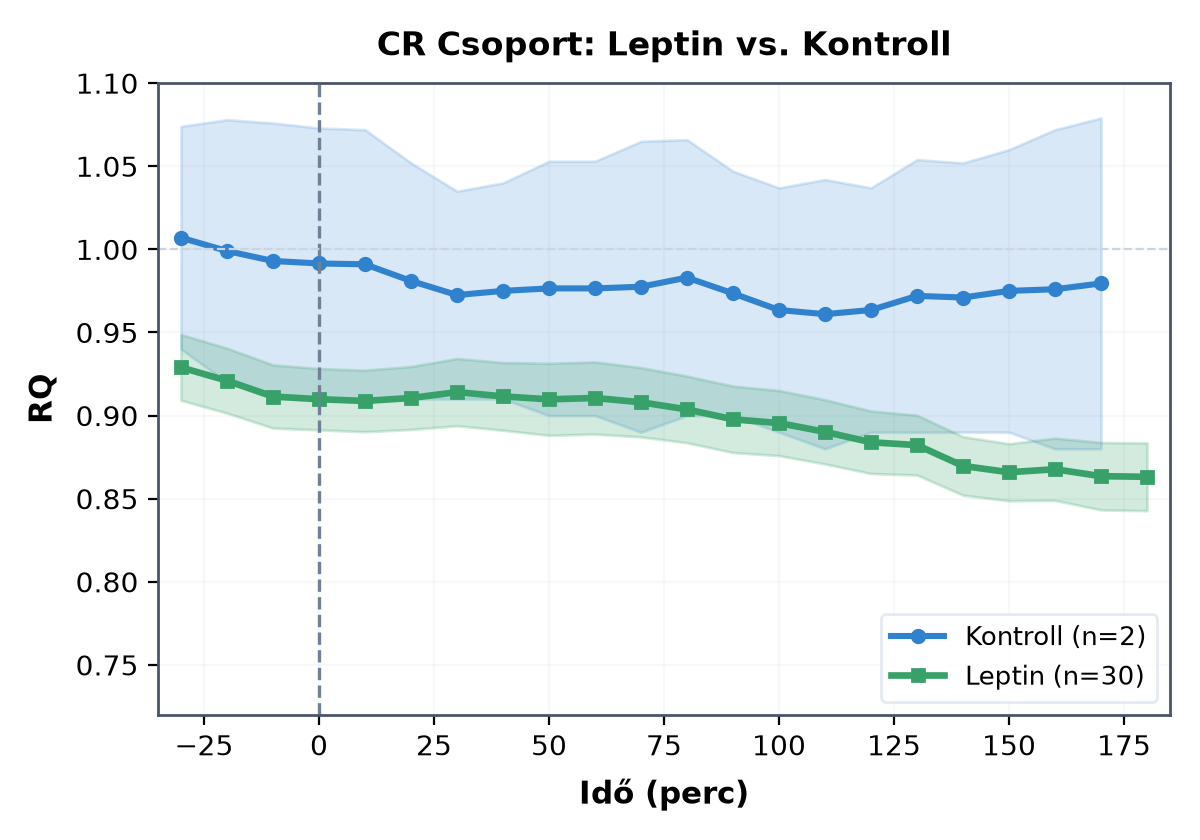 CR Csoport: Leptin vs. Kontroll
1.10
1.05
1.00
0.95
0.90
0.85
0.80
0.75
RQ
−25 0 25 50 75 100 125 150 175
Idő (perc)
Kontroll (n=2)
Leptin (n=30)